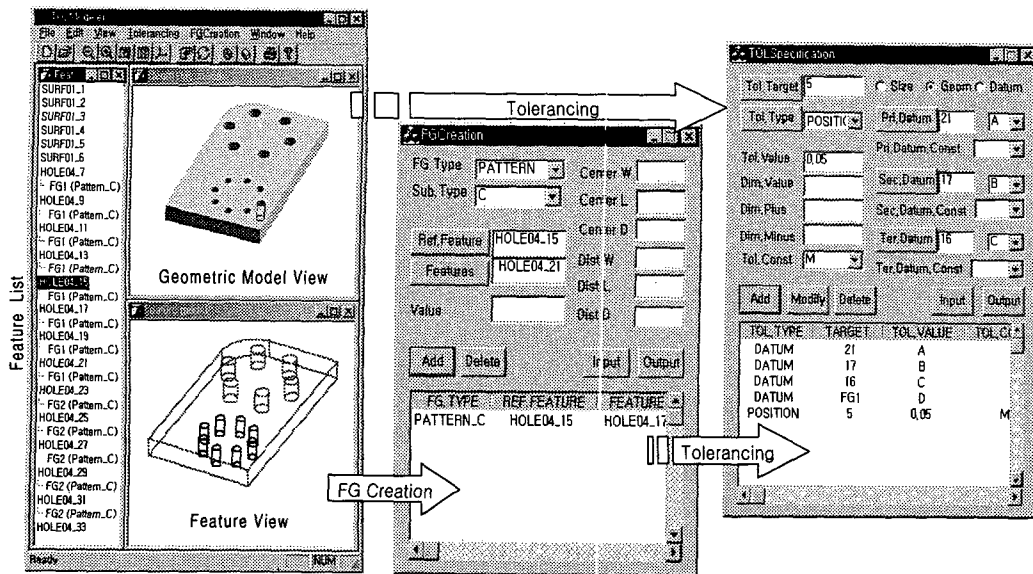 File Edit View Tolerancing FGCreation Window Help
Feature List
SURF01_1
SURF01_2
SURF01_3
SURF01_4
SURF01_5
SURF01_6
HOLE04_7
FG1 (Pattern_C)
HOLE04_9
FG1 (Pattern_C)
HOLE04_11
FG1 (Pattern_C)
HOLE04_13
FG1 (Pattern_C)
HOLE04_15
FG1 (Pattern_C)
HOLE04_17
FG1 (Pattern_C)
HOLE04_19
FG1 (Pattern_C)
HOLE04_21
FG1 (Pattern_C)
HOLE04_23
FG2 (Pattern_C)
HOLE04_25
FG2 (Pattern_C)
HOLE04_27
FG2 (Pattern_C)
HOLE04_29
FG2 (Pattern_C)
HOLE04_31
FG2 (Pattern_C)
HOLE04_33
Geometric Model View
Feature View
Ready NUM
Tolerancing
FG Creation
FGCreation
FG Type PATTERN Center W
Sub.Type C Center L
Center D
Ref.Feature HOLE04_15 Dist W
Features HOLE04_21 Dist L
Value Dist D
Add Delete Input Output
FG.TYPE REF.FEATURE FEATURE
PATTERN_C HOLE04_15 HOLE04_17
Tolerancing
TOLSpecification
Tol.Target 5 Size Geom Datum
Tol.Type POSITIC Pri.Datum 21 A
Pri.Datum.Const
Tol.Value 0,05
Dim.Value Sec.Datum 17 B
Dim.Plus Sec.Datum.Const
Dim.Minus Ter.Datum 16 C
Tol.Const M Ter.Datum.Const
Add Modify Delete Input Output
TOL.TYPE TARGET TOL.VALUE TOL.CO
DATUM 21 A
DATUM 17 B
DATUM 16 C
DATUM FG1 D
POSITION 5 0,05 M